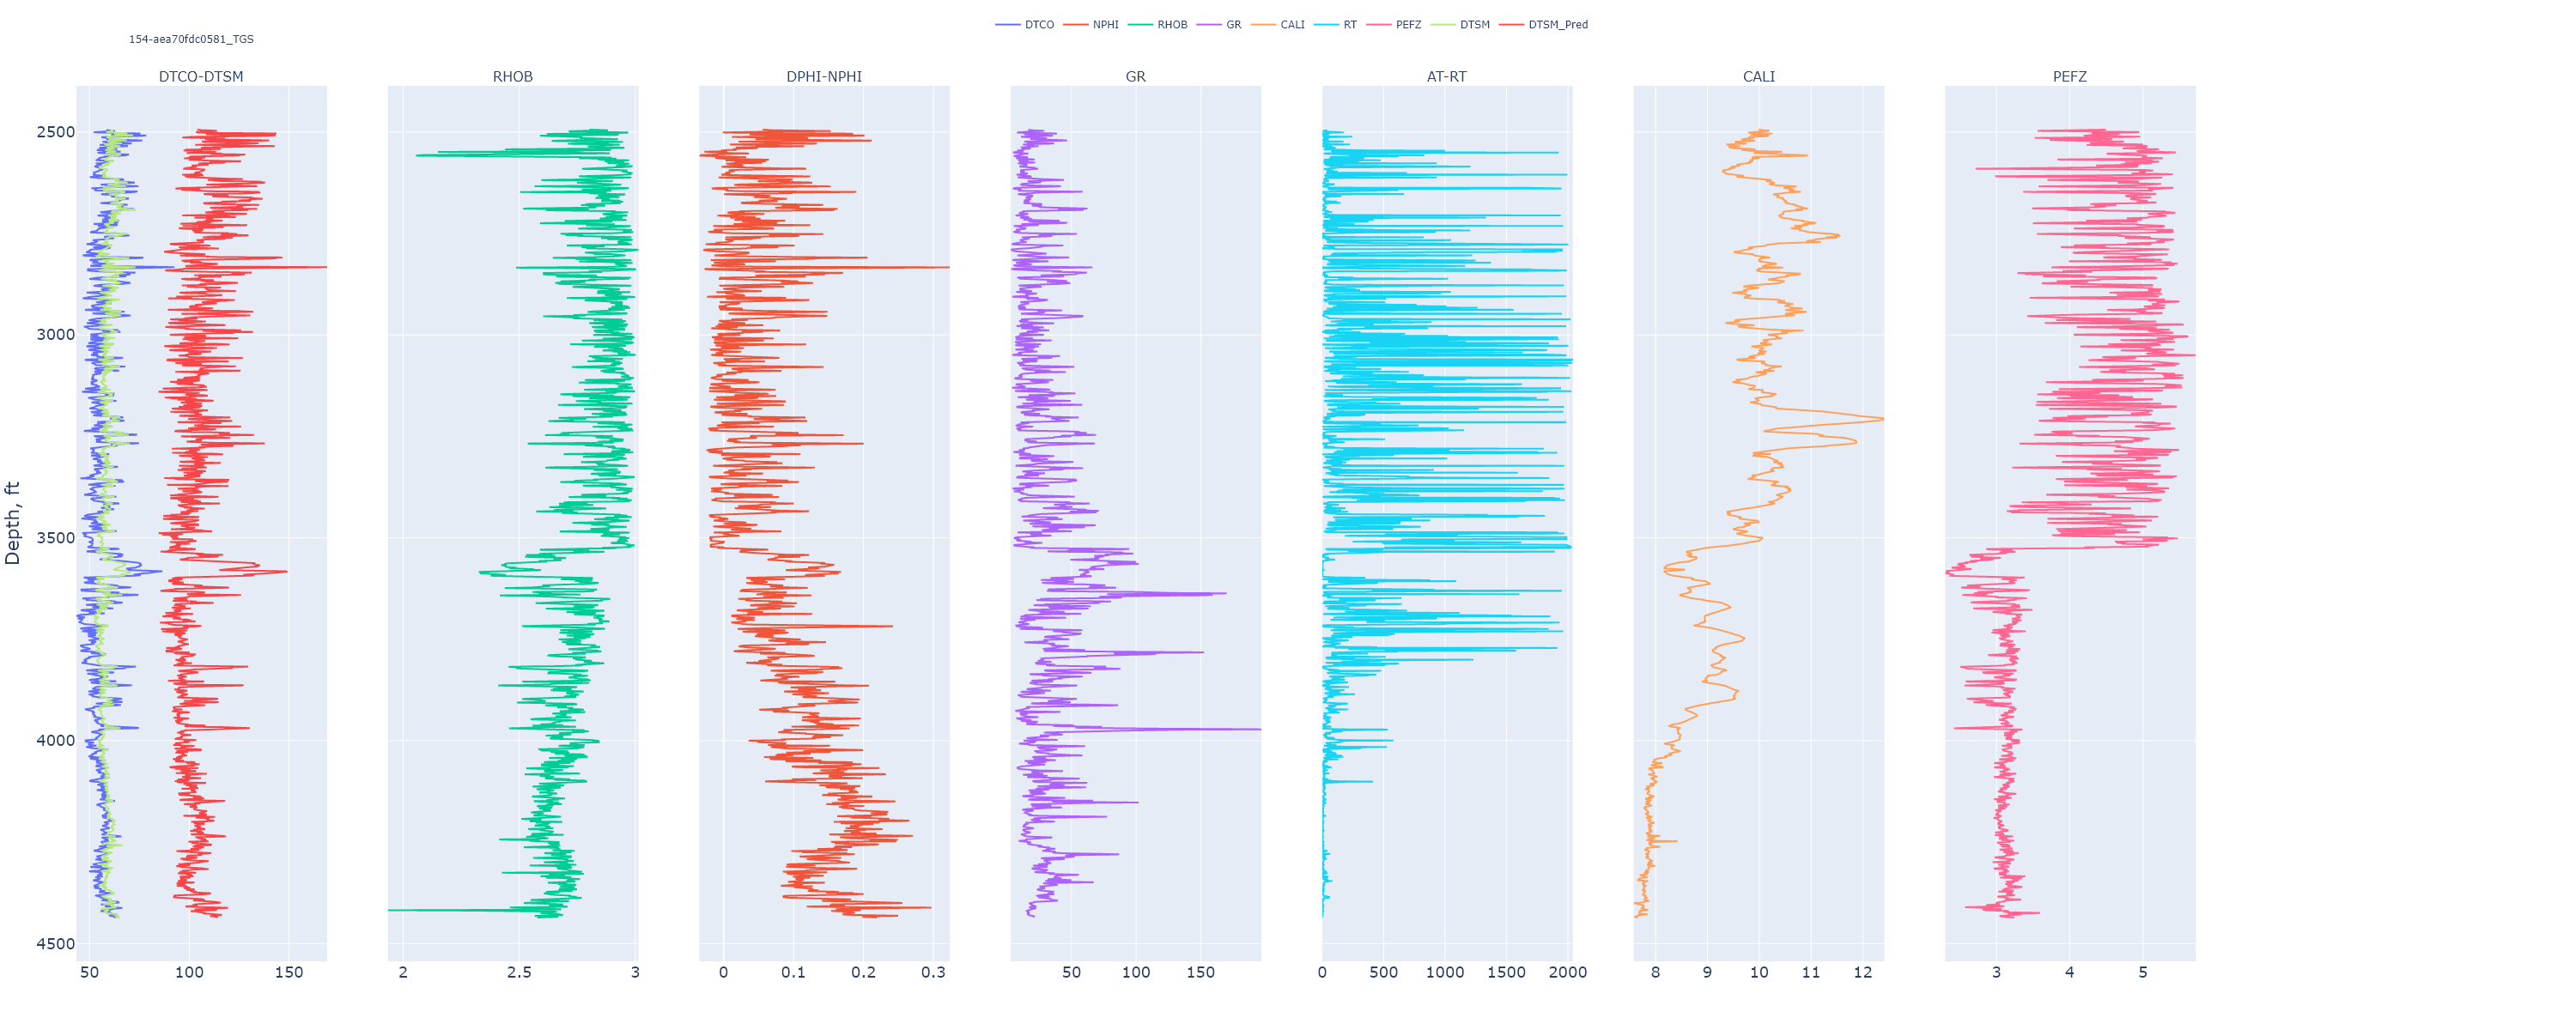 DTCO NPHI RHOB GR CALI RT PEFZ DTSM DTSM_Pred
154-aea70fdc0581_TGS
DTCO-DTSM RHOB DPHI-NPHI GR AT-RT CALI PEFZ
2500
3000
3500
4000
4500
Depth, ft
50 100 150 2 2.5 3 0 0.1 0.2 0.3 50 100 150 0 500 1000 1500 2000 8 9 10 11 12 3 4 5